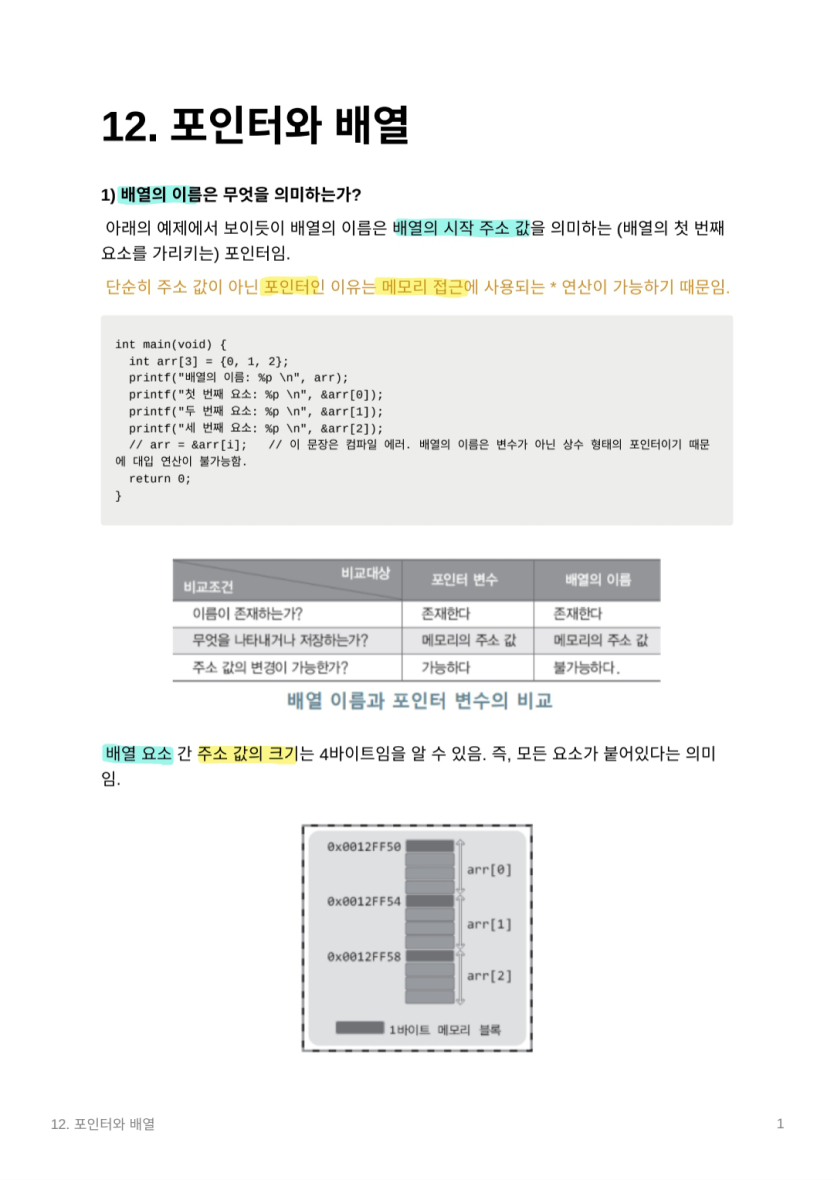 12. 포인터와 배열
1) 배열의 이름은 무엇을 의미하는가?
아래의 예제에서 보이듯이 배열의 이름은 배열의 시작 주소 값을 의미하는 (배열의 첫 번째
요소를 가리키는) 포인터임.
단순히 주소 값이 아닌 포인터인 이유는 메모리 접근에 사용되는 * 연산이 가능하기 때문임.
int main(void) {
  int arr[3] = {0, 1, 2};
  printf("배열의 이름: %p \n", arr);
  printf("첫 번째 요소: %p \n", &arr[0]);
  printf("두 번째 요소: %p \n", &arr[1]);
  printf("세 번째 요소: %p \n", &arr[2]);
  // arr = &arr[i];   // 이 문장은 컴파일 에러. 배열의 이름은 변수가 아닌 상수 형태의 포인터이기 때문
에 대입 연산이 불가능함.
  return 0;
}
비교대상
비교조건 포인터 변수 배열의 이름
이름이 존재하는가? 존재한다 존재한다
무엇을 나타내거나 저장하는가? 메모리의 주소 값 메모리의 주소 값
주소 값의 변경이 가능한가? 가능하다 불가능하다.
배열 이름과 포인터 변수의 비교
배열 요소 간 주소 값의 크기는 4바이트임을 알 수 있음. 즉, 모든 요소가 붙어있다는 의미
임.
0x0012FF50
arr[0]
0x0012FF54
arr[1]
0x0012FF58
arr[2]
1바이트 메모리 블록
12. 포인터와 배열 1